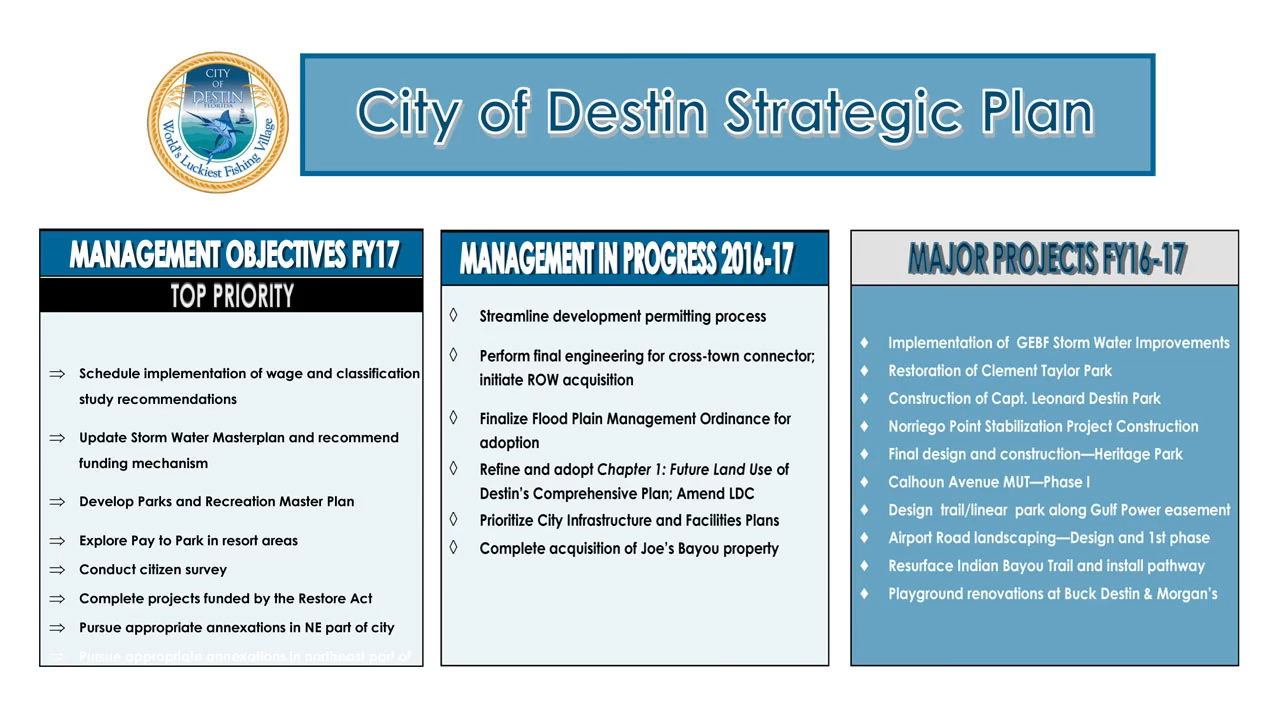 CITY
OF
DESTIN
FLORIDA
World's Luckiest Fishing Village
City of Destin Strategic Plan
MANAGEMENT OBJECTIVES FY17
TOP PRIORITY
⇒ Schedule implementation of wage and classification
study recommendations
⇒ Update Storm Water Masterplan and recommend
funding mechanism
⇒ Develop Parks and Recreation Master Plan
⇒ Explore Pay to Park in resort areas
⇒ Conduct citizen survey
⇒ Complete projects funded by the Restore Act
⇒ Pursue appropriate annexations in NE part of city
⇒ Pursue appropriate annexations in northeast part of
MANAGEMENT IN PROGRESS 2016-17
◊ Streamline development permitting process
◊ Perform final engineering for cross-town connector;
initiate ROW acquisition
◊ Finalize Flood Plain Management Ordinance for
adoption
◊ Refine and adopt Chapter 1: Future Land Use of
Destin’s Comprehensive Plan; Amend LDC
◊ Prioritize City Infrastructure and Facilities Plans
◊ Complete acquisition of Joe’s Bayou property
MAJOR PROJECTS FY16-17
♦ Implementation of GEBF Storm Water Improvements
♦ Restoration of Clement Taylor Park
♦ Construction of Capt. Leonard Destin Park
♦ Norriego Point Stabilization Project Construction
♦ Final design and construction—Heritage Park
♦ Calhoun Avenue MUT—Phase I
♦ Design trail/linear park along Gulf Power easement
♦ Airport Road landscaping—Design and 1st phase
♦ Resurface Indian Bayou Trail and install pathway
♦ Playground renovations at Buck Destin & Morgan’s